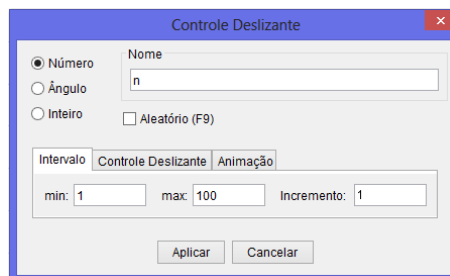 Controle Deslizante
Número
Ângulo
Inteiro
Nome
n
Aleatório (F9)
Intervalo Controle Deslizante Animação
min: 1 max: 100 Incremento: 1
Aplicar Cancelar